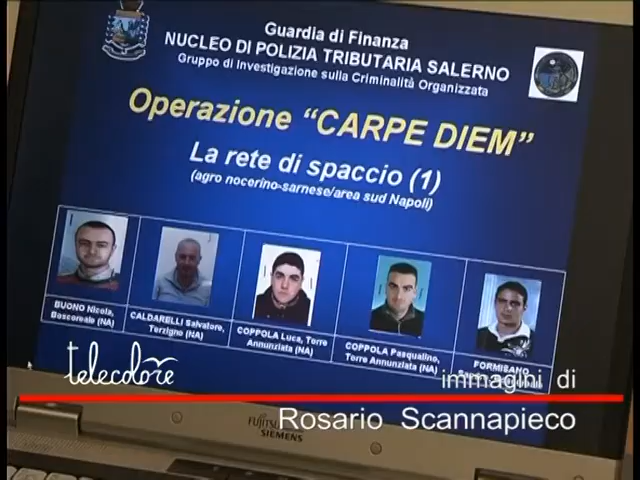 Guardia di Finanza
NUCLEO DI POLIZIA TRIBUTARIA SALERNO
Gruppo di Investigazione sulla Criminalità Organizzata
Operazione "CARPE DIEM"
La rete di spaccio (1)
(agro nocerino-sarnese/area sud Napoli)
BUONO Nicola,
Boscoreale (NA)
CALDARELLI Salvatore,
Terzigno (NA)
COPPOLA Luca, Torre
Annunziata (NA)
COPPOLA Pasqualino,
Torre Annunziata (NA)
FORMISANO
telecolore
immagini di
Rosario Scannapieco
FUJITSU
SIEMENS